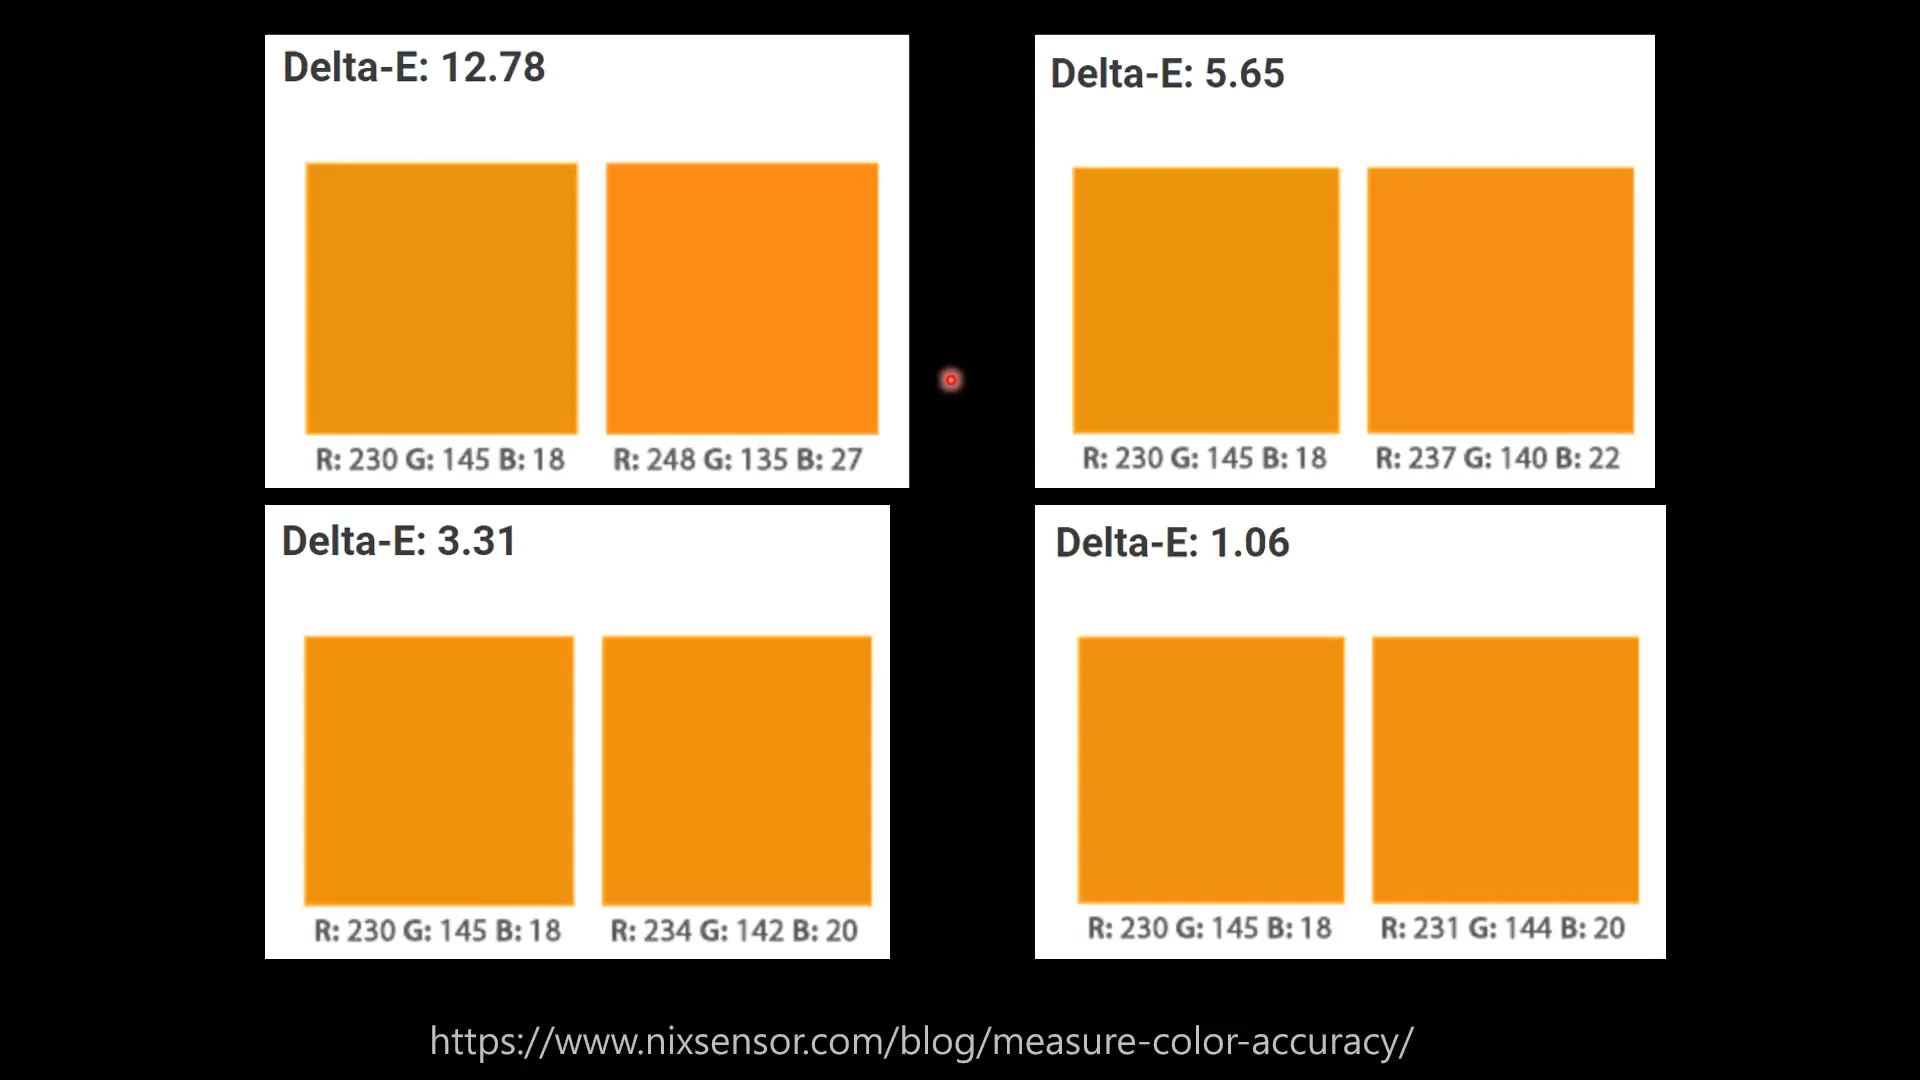 Delta-E: 12.78
R: 230 G: 145 B: 18
R: 248 G: 135 B: 27
Delta-E: 5.65
R: 230 G: 145 B: 18
R: 237 G: 140 B: 22
Delta-E: 3.31
R: 230 G: 145 B: 18
R: 234 G: 142 B: 20
Delta-E: 1.06
R: 230 G: 145 B: 18
R: 231 G: 144 B: 20
https://www.nixsensor.com/blog/measure-color-accuracy/